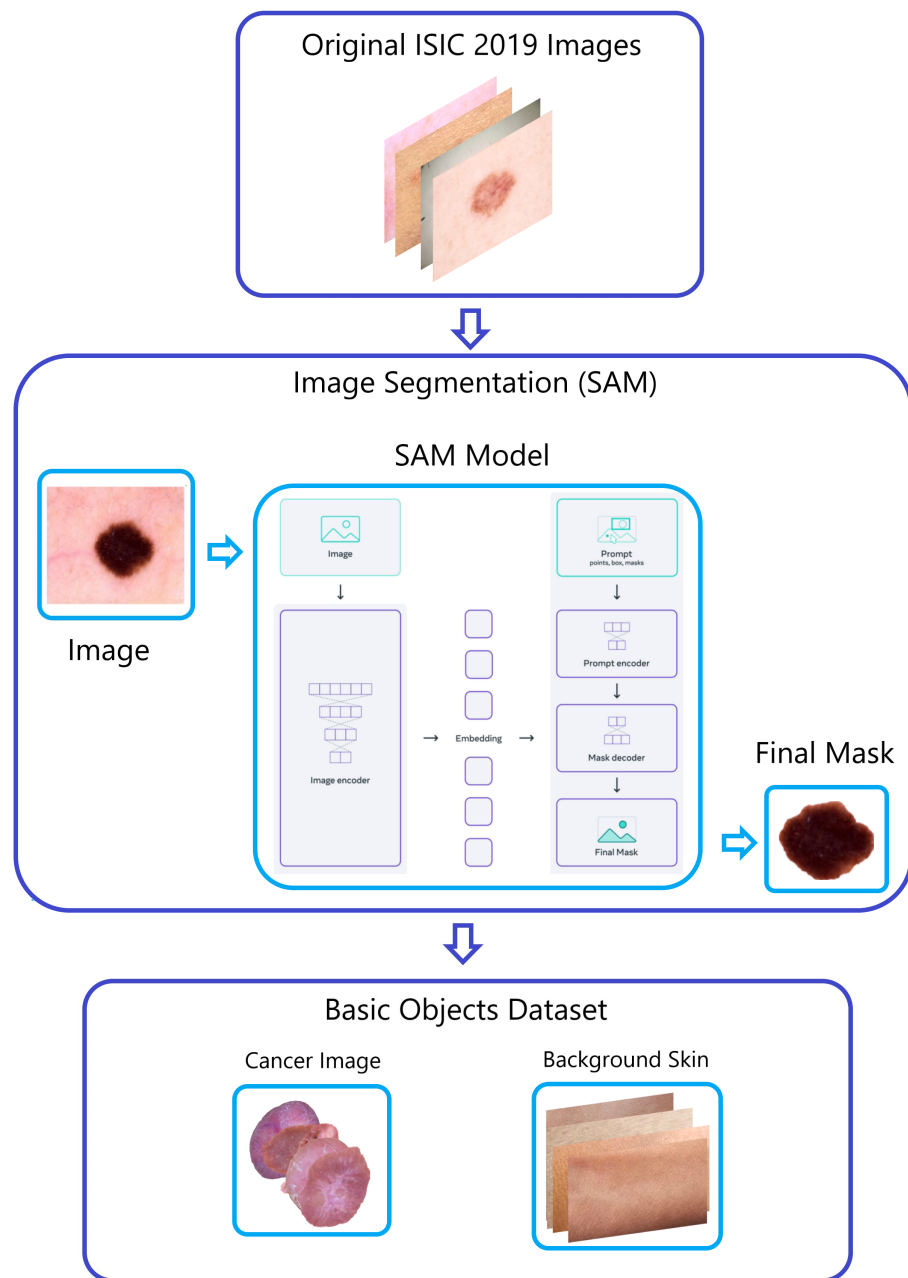 Original ISIC 2019 Images
Image Segmentation (SAM)
SAM Model
Image
Image
Prompt
points, box, masks
Image encoder
Embedding
Prompt encoder
Mask decoder
Final Mask
Final Mask
Basic Objects Dataset
Cancer Image
Background Skin